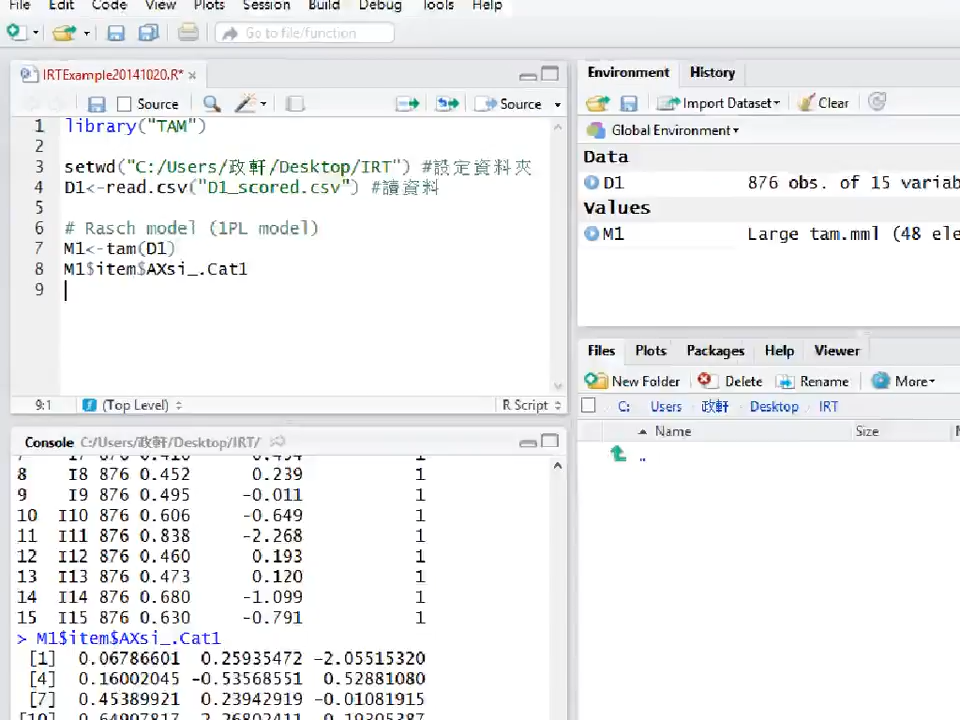 File Edit Code View Plots Session Build Debug Tools Help
Go to file/function
IRTExample20141020.R*
Source Source
1 library("TAM")
2
3 setwd("C:/Users/政軒/Desktop/IRT") #設定資料夾
4 D1<-read.csv("D1_scored.csv") #讀資料
5
6 # Rasch model (1PL model)
7 M1<-tam(D1)
8 M1$item$AXsi_.Cat1
9
9:1 (Top Level) R Script
Console C:/Users/政軒/Desktop/IRT/
8 I8 876 0.452 0.239 1
9 I9 876 0.495 -0.011 1
10 I10 876 0.606 -0.649 1
11 I11 876 0.838 -2.268 1
12 I12 876 0.460 0.193 1
13 I13 876 0.473 0.120 1
14 I14 876 0.680 -1.099 1
15 I15 876 0.630 -0.791 1
> M1$item$AXsi_.Cat1
[1] 0.06786601 0.25935472 -2.05515320
[4] 0.16002045 -0.53568551 0.52881080
[7] 0.45389921 0.23942919 -0.01081915
Environment History
Import Dataset Clear
Global Environment
Data
D1 876 obs. of 15 variab
Values
M1 Large tam.mml (48 ele
Files Plots Packages Help Viewer
New Folder Delete Rename More
C: Users 政軒 Desktop IRT
Name Size
..